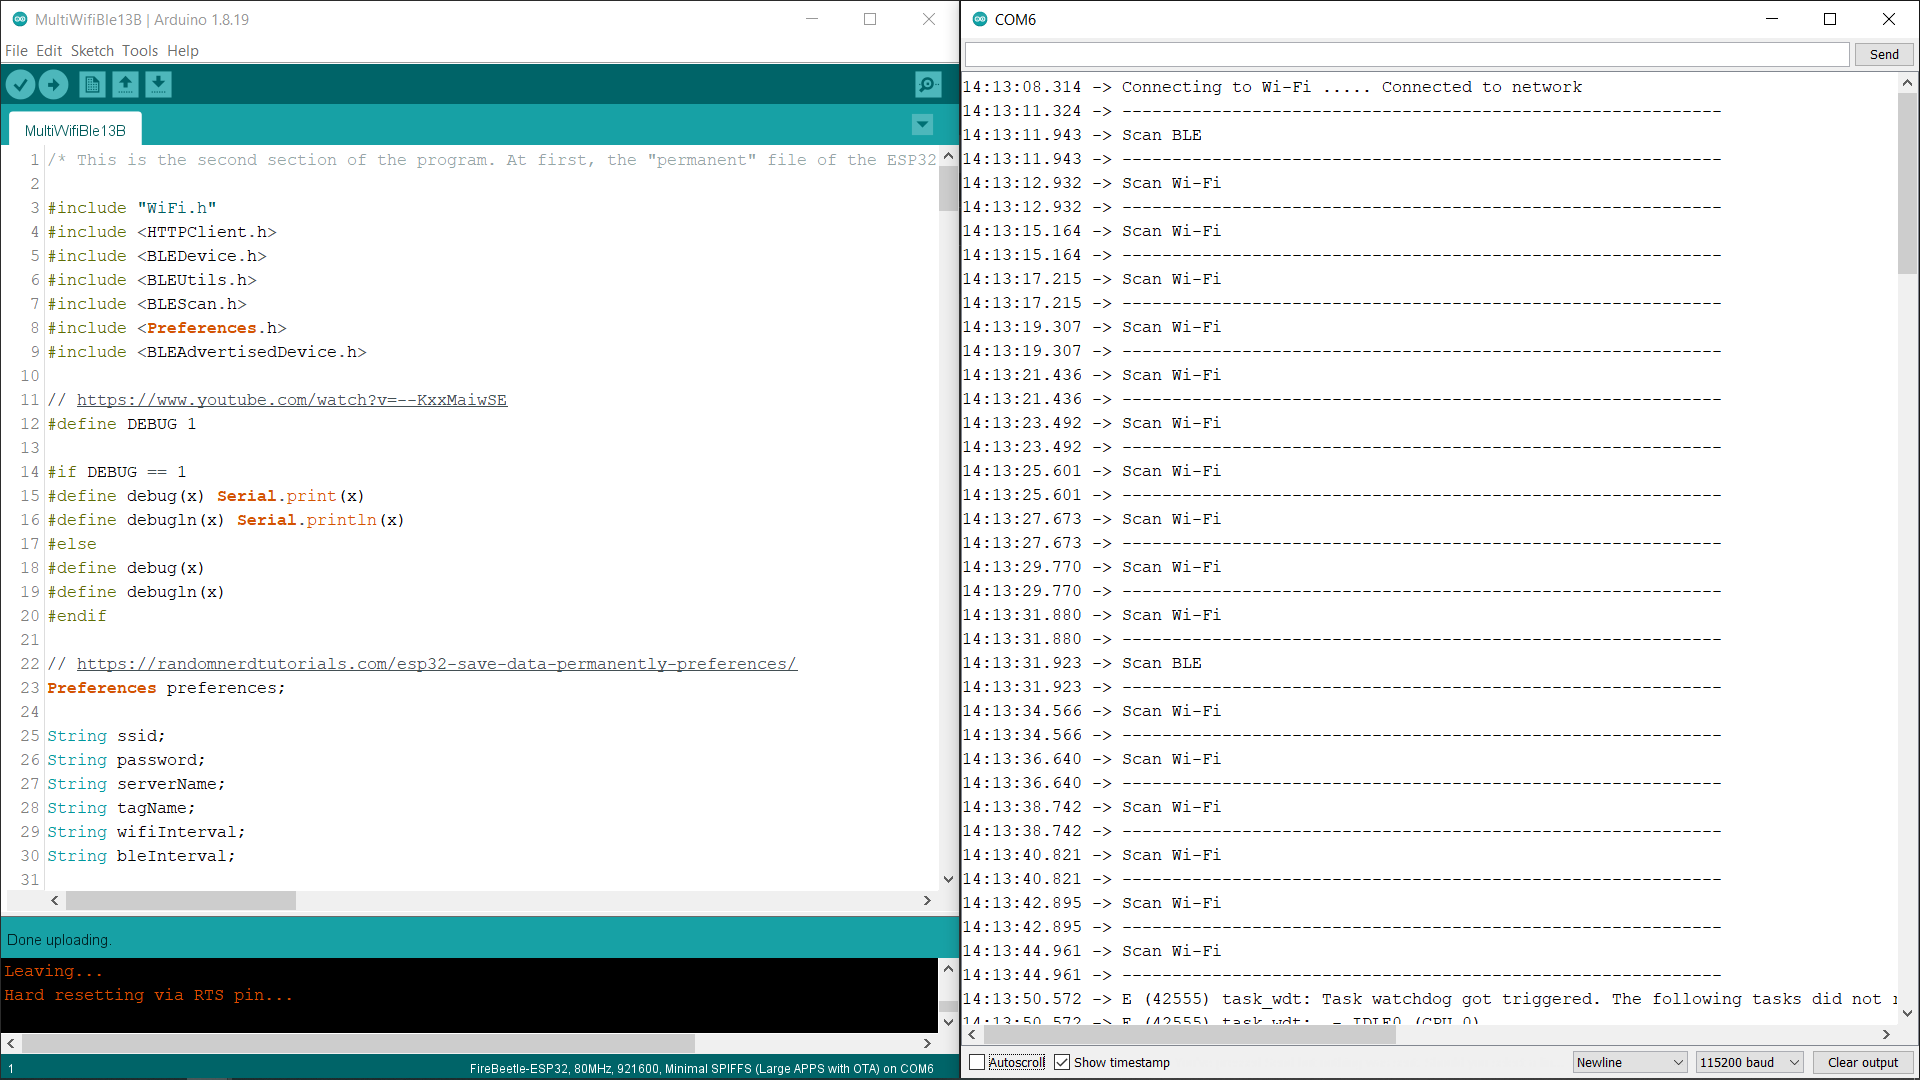 MultiWifiBle13B | Arduino 1.8.19
File Edit Sketch Tools Help
MultiWifiBle13B
1 /* This is the second section of the program. At first, the "permanent" file of the ESP32
2
3 #include "WiFi.h"
4 #include <HTTPClient.h>
5 #include <BLEDevice.h>
6 #include <BLEUtils.h>
7 #include <BLEScan.h>
8 #include <Preferences.h>
9 #include <BLEAdvertisedDevice.h>
10
11 // https://www.youtube.com/watch?v=--KxxMaiwSE
12 #define DEBUG 1
13
14 #if DEBUG == 1
15 #define debug(x) Serial.print(x)
16 #define debugln(x) Serial.println(x)
17 #else
18 #define debug(x)
19 #define debugln(x)
20 #endif
21
22 // https://randomnerdtutorials.com/esp32-save-data-permanently-preferences/
23 Preferences preferences;
24
25 String ssid;
26 String password;
27 String serverName;
28 String tagName;
29 String wifiInterval;
30 String bleInterval;
31
Done uploading.
Leaving...
Hard resetting via RTS pin...
1 FireBeetle-ESP32, 80MHz, 921600, Minimal SPIFFS (Large APPS with OTA) on COM6
COM6
Send
14:13:08.314 -> Connecting to Wi-Fi ..... Connected to network
14:13:11.324 -> ------------------------------------------------------------
14:13:11.943 -> Scan BLE
14:13:11.943 -> ------------------------------------------------------------
14:13:12.932 -> Scan Wi-Fi
14:13:12.932 -> ------------------------------------------------------------
14:13:15.164 -> Scan Wi-Fi
14:13:15.164 -> ------------------------------------------------------------
14:13:17.215 -> Scan Wi-Fi
14:13:17.215 -> ------------------------------------------------------------
14:13:19.307 -> Scan Wi-Fi
14:13:19.307 -> ------------------------------------------------------------
14:13:21.436 -> Scan Wi-Fi
14:13:21.436 -> ------------------------------------------------------------
14:13:23.492 -> Scan Wi-Fi
14:13:23.492 -> ------------------------------------------------------------
14:13:25.601 -> Scan Wi-Fi
14:13:25.601 -> ------------------------------------------------------------
14:13:27.673 -> Scan Wi-Fi
14:13:27.673 -> ------------------------------------------------------------
14:13:29.770 -> Scan Wi-Fi
14:13:29.770 -> ------------------------------------------------------------
14:13:31.880 -> Scan Wi-Fi
14:13:31.880 -> ------------------------------------------------------------
14:13:31.923 -> Scan BLE
14:13:31.923 -> ------------------------------------------------------------
14:13:34.566 -> Scan Wi-Fi
14:13:34.566 -> ------------------------------------------------------------
14:13:36.640 -> Scan Wi-Fi
14:13:36.640 -> ------------------------------------------------------------
14:13:38.742 -> Scan Wi-Fi
14:13:38.742 -> ------------------------------------------------------------
14:13:40.821 -> Scan Wi-Fi
14:13:40.821 -> ------------------------------------------------------------
14:13:42.895 -> Scan Wi-Fi
14:13:42.895 -> ------------------------------------------------------------
14:13:44.961 -> Scan Wi-Fi
14:13:44.961 -> ------------------------------------------------------------
14:13:50.572 -> E (42555) task_wdt: Task watchdog got triggered. The following tasks did not
14:13:50.572 -> E (42555) task_wdt: - IDLE0 (CPU 0)
Autoscroll Show timestamp Newline 115200 baud Clear output